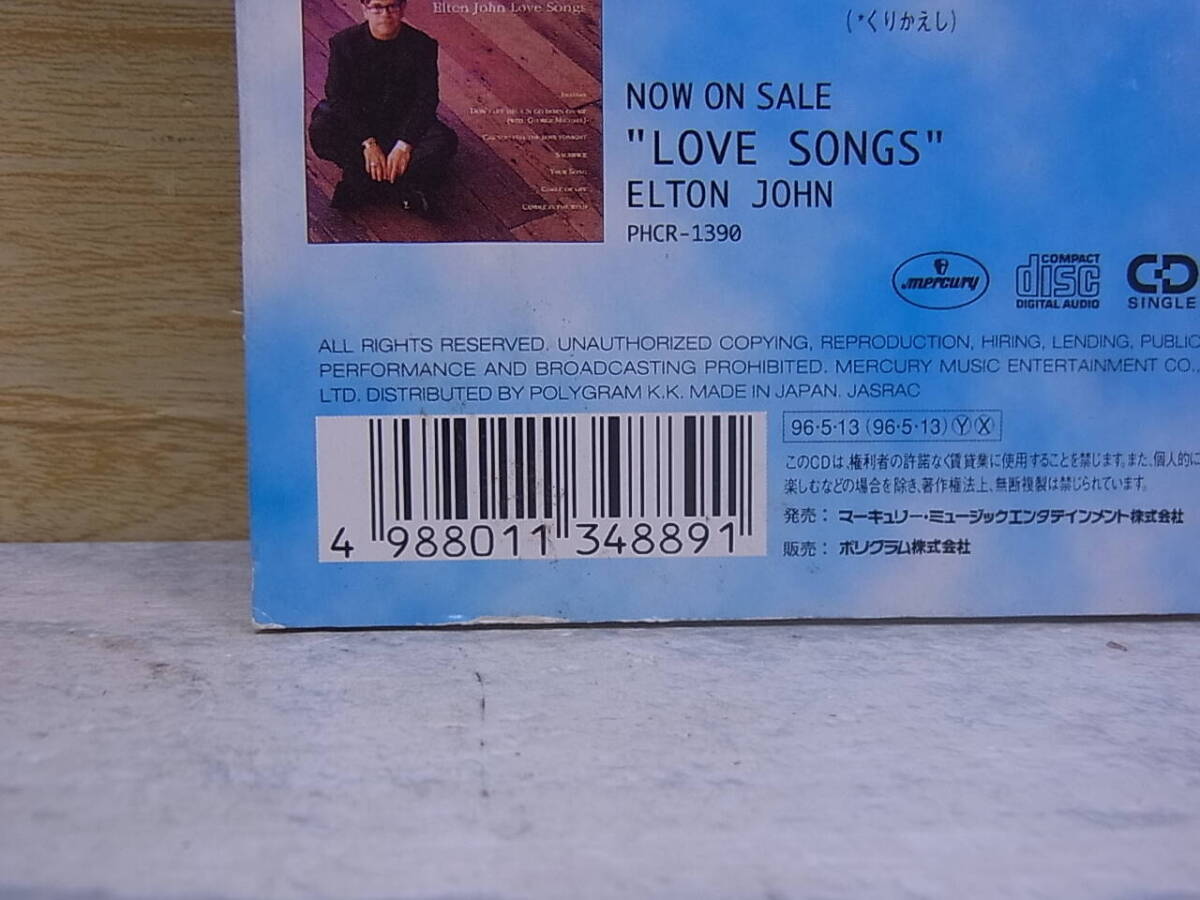 Elton John Love Songs
SACRIFICE
YOUR SONG
CIRCLE OF LIFE
(*くりかえし)
NOW ON SALE
"LOVE SONGS"
ELTON JOHN
PHCR-1390
mercury
COMPACT
disc
DIGITAL AUDIO
CD
SINGLE
ALL RIGHTS RESERVED. UNAUTHORIZED COPYING, REPRODUCTION, HIRING, LENDING, PUBLIC
PERFORMANCE AND BROADCASTING PROHIBITED. MERCURY MUSIC ENTERTAINMENT CO.,
LTD. DISTRIBUTED BY POLYGRAM K.K. MADE IN JAPAN. JASRAC
4 988011 348891
96·5·13 (96·5·13) Ⓨ Ⓧ
このCDは、権利者の許諾なく賃貸業に使用することを禁じます。また、個人的に
楽しむなどの場合を除き、著作権法上、無断複製は禁じられています。
発売: マーキュリー・ミュージックエンタテインメント株式会社
販売: ポリグラム株式会社